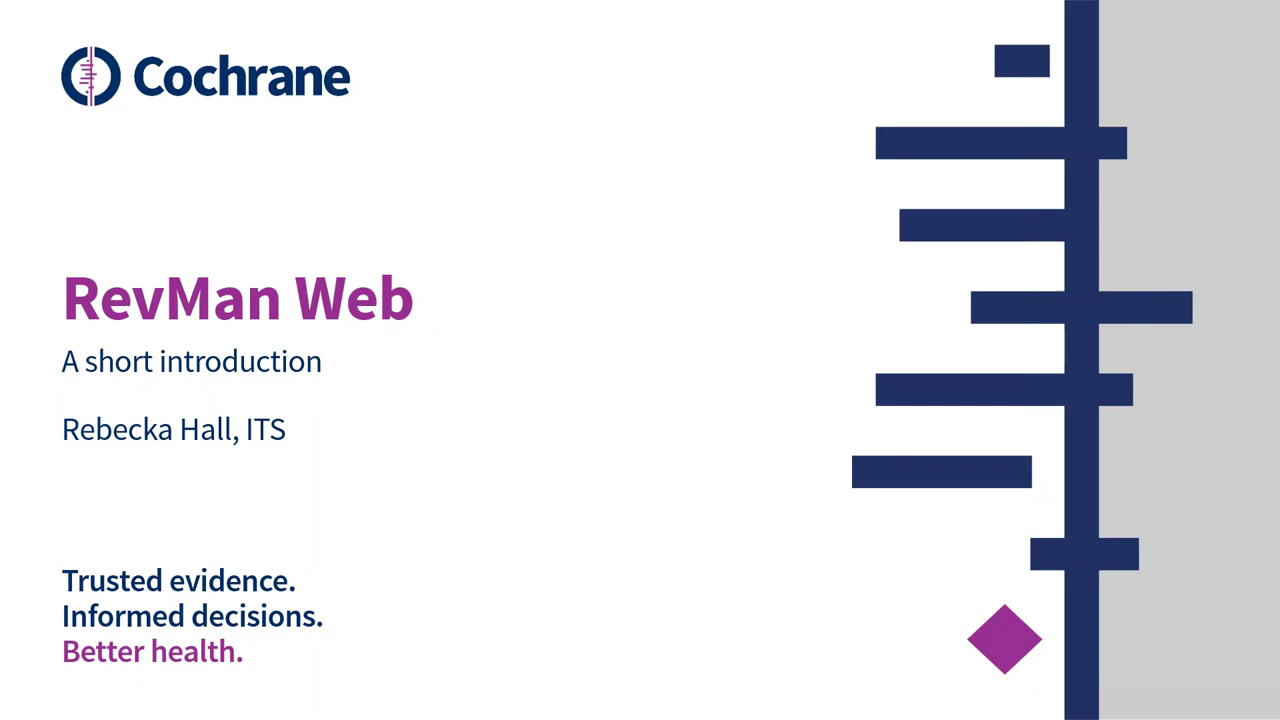 Cochrane
RevMan Web
A short introduction
Rebecka Hall, ITS
Trusted evidence.
Informed decisions.
Better health.